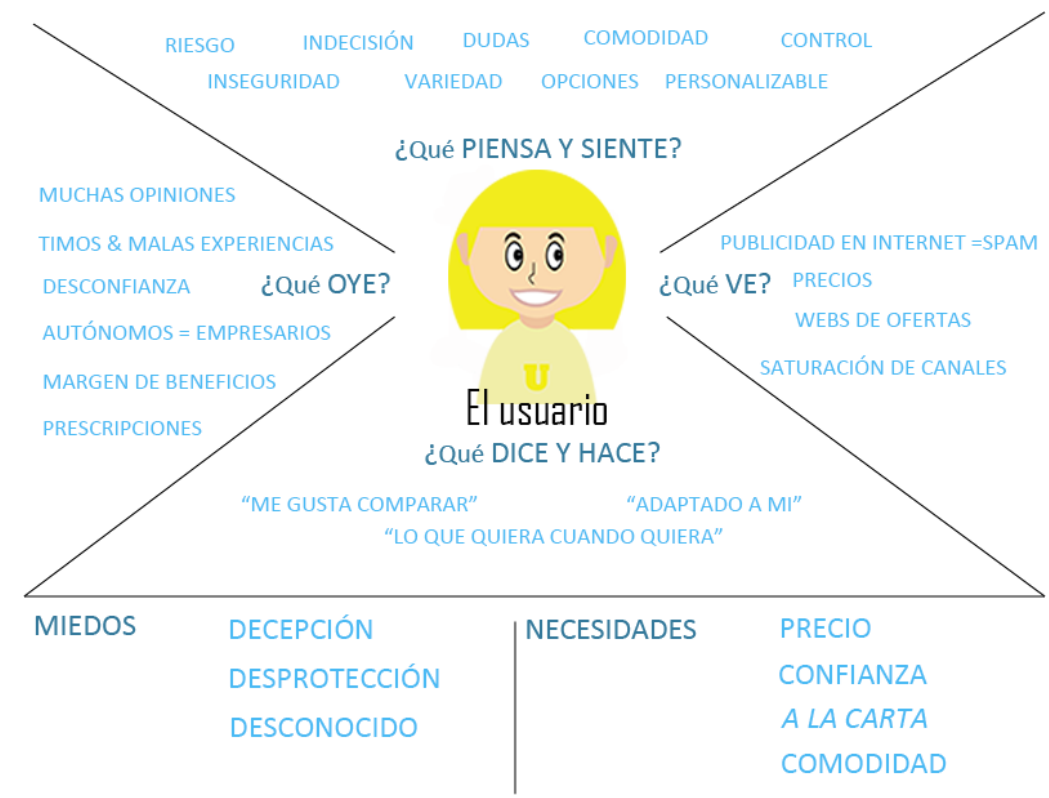 RIESGO INDECISIÓN DUDAS COMODIDAD CONTROL
INSEGURIDAD VARIEDAD OPCIONES PERSONALIZABLE
¿Qué PIENSA Y SIENTE?
MUCHAS OPINIONES
TIMOS & MALAS EXPERIENCIAS
DESCONFIANZA
¿Qué OYE?
AUTÓNOMOS = EMPRESARIOS
MARGEN DE BENEFICIOS
PRESCRIPCIONES
PUBLICIDAD EN INTERNET =SPAM
¿Qué VE?
PRECIOS
WEBS DE OFERTAS
SATURACIÓN DE CANALES
U
El usuario
¿Qué DICE Y HACE?
“ME GUSTA COMPARAR” “ADAPTADO A MI”
“LO QUE QUIERA CUANDO QUIERA”
MIEDOS
DECEPCIÓN
DESPROTECCIÓN
DESCONOCIDO
NECESIDADES
PRECIO
CONFIANZA
A LA CARTA
COMODIDAD